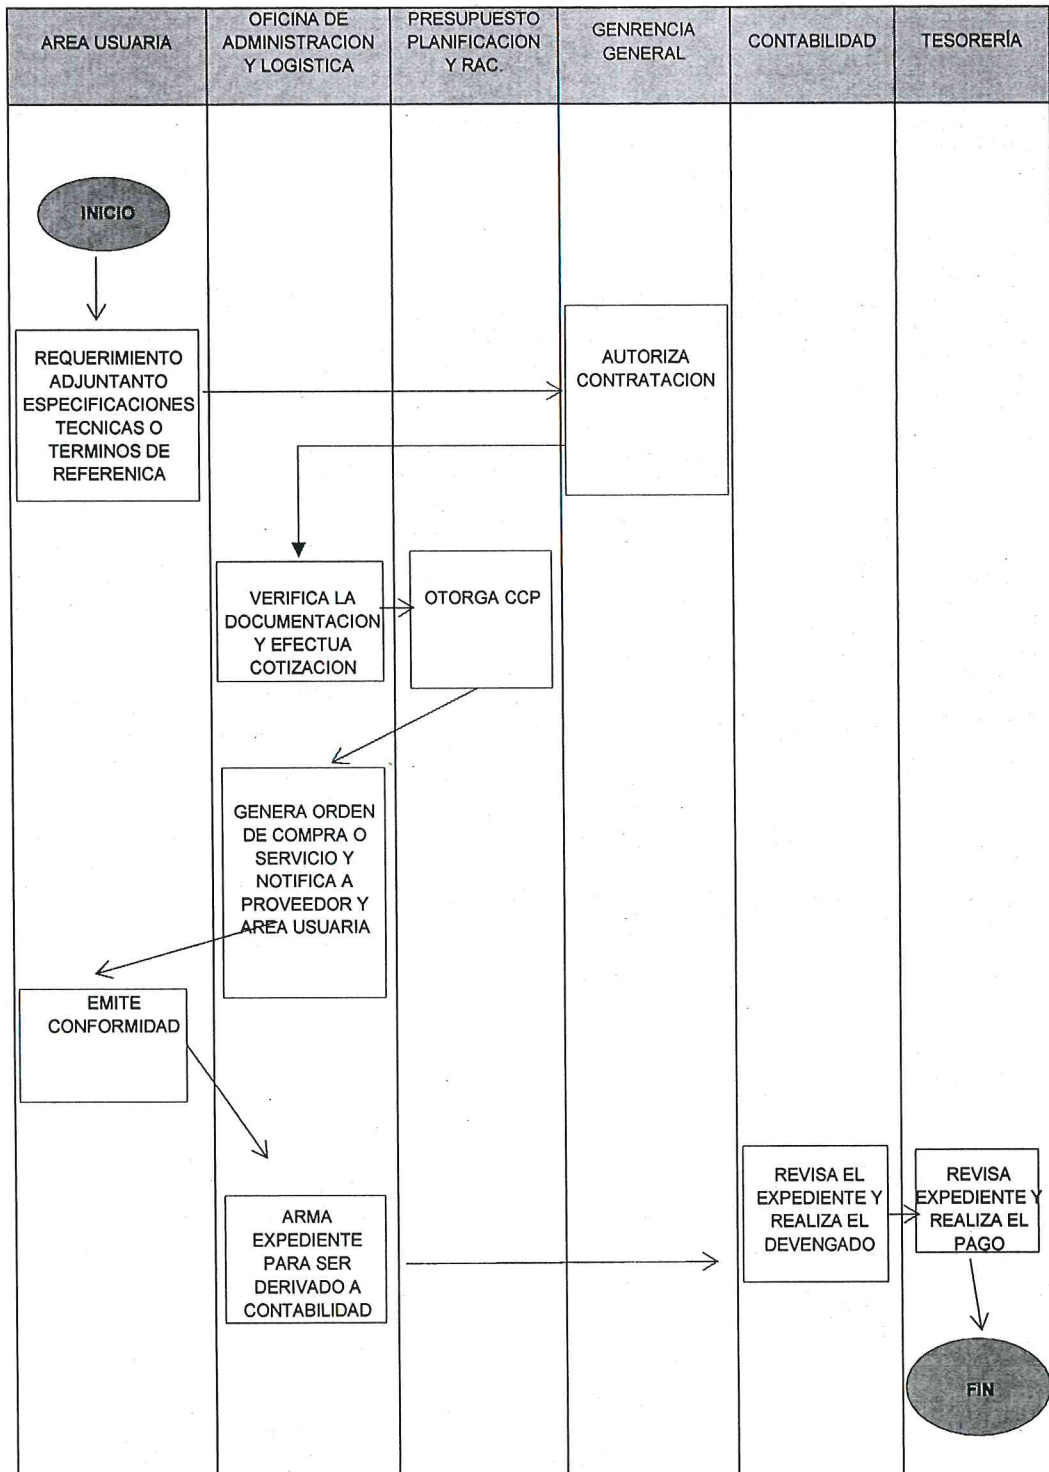 AREA USUARIA
OFICINA DE
ADMINISTRACION
Y LOGISTICA
PRESUPUESTO
PLANIFICACION
Y RAC.
GENRENCIA
GENERAL
CONTABILIDAD
TESORERÍA
INICIO
REQUERIMIENTO
ADJUNTANTO
ESPECIFICACIONES
TECNICAS O
TERMINOS DE
REFERENICA
AUTORIZA
CONTRATACION
VERIFICA LA
DOCUMENTACION
Y EFECTUA
COTIZACION
OTORGA CCP
GENERA ORDEN
DE COMPRA O
SERVICIO Y
NOTIFICA A
PROVEEDOR Y
AREA USUARIA
EMITE
CONFORMIDAD
ARMA
EXPEDIENTE
PARA SER
DERIVADO A
CONTABILIDAD
REVISA EL
EXPEDIENTE Y
REALIZA EL
DEVENGADO
REVISA
EXPEDIENTE Y
REALIZA EL
PAGO
FIN